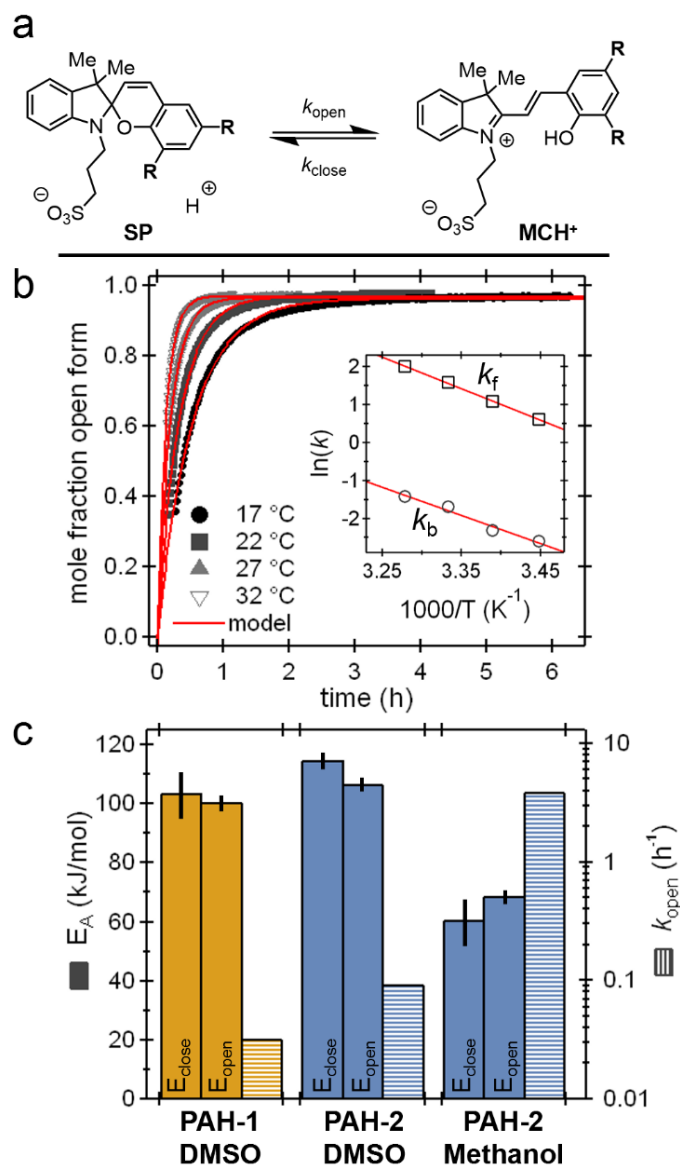 a
Me Me
N
O
R
R
O3S
⊖
H ⊕
SP
kopen
kclose
Me Me
N ⊕
HO
R
R
O3S
⊖
MCH+
b
mole fraction open form
1.0
0.8
0.6
0.4
0.2
0.0
0 1 2 3 4 5 6
time (h)
17 °C
22 °C
27 °C
32 °C
model
ln(k)
2
1
0
-1
-2
kf
kb
3.25 3.35 3.45
1000/T (K-1)
c
EA (kJ/mol)
120
100
80
60
40
20
0
Eclose
Eopen
Eclose
Eopen
Eclose
Eopen
10
1
0.1
0.01
kopen (h-1)
PAH-1 PAH-2 PAH-2
DMSO DMSO Methanol